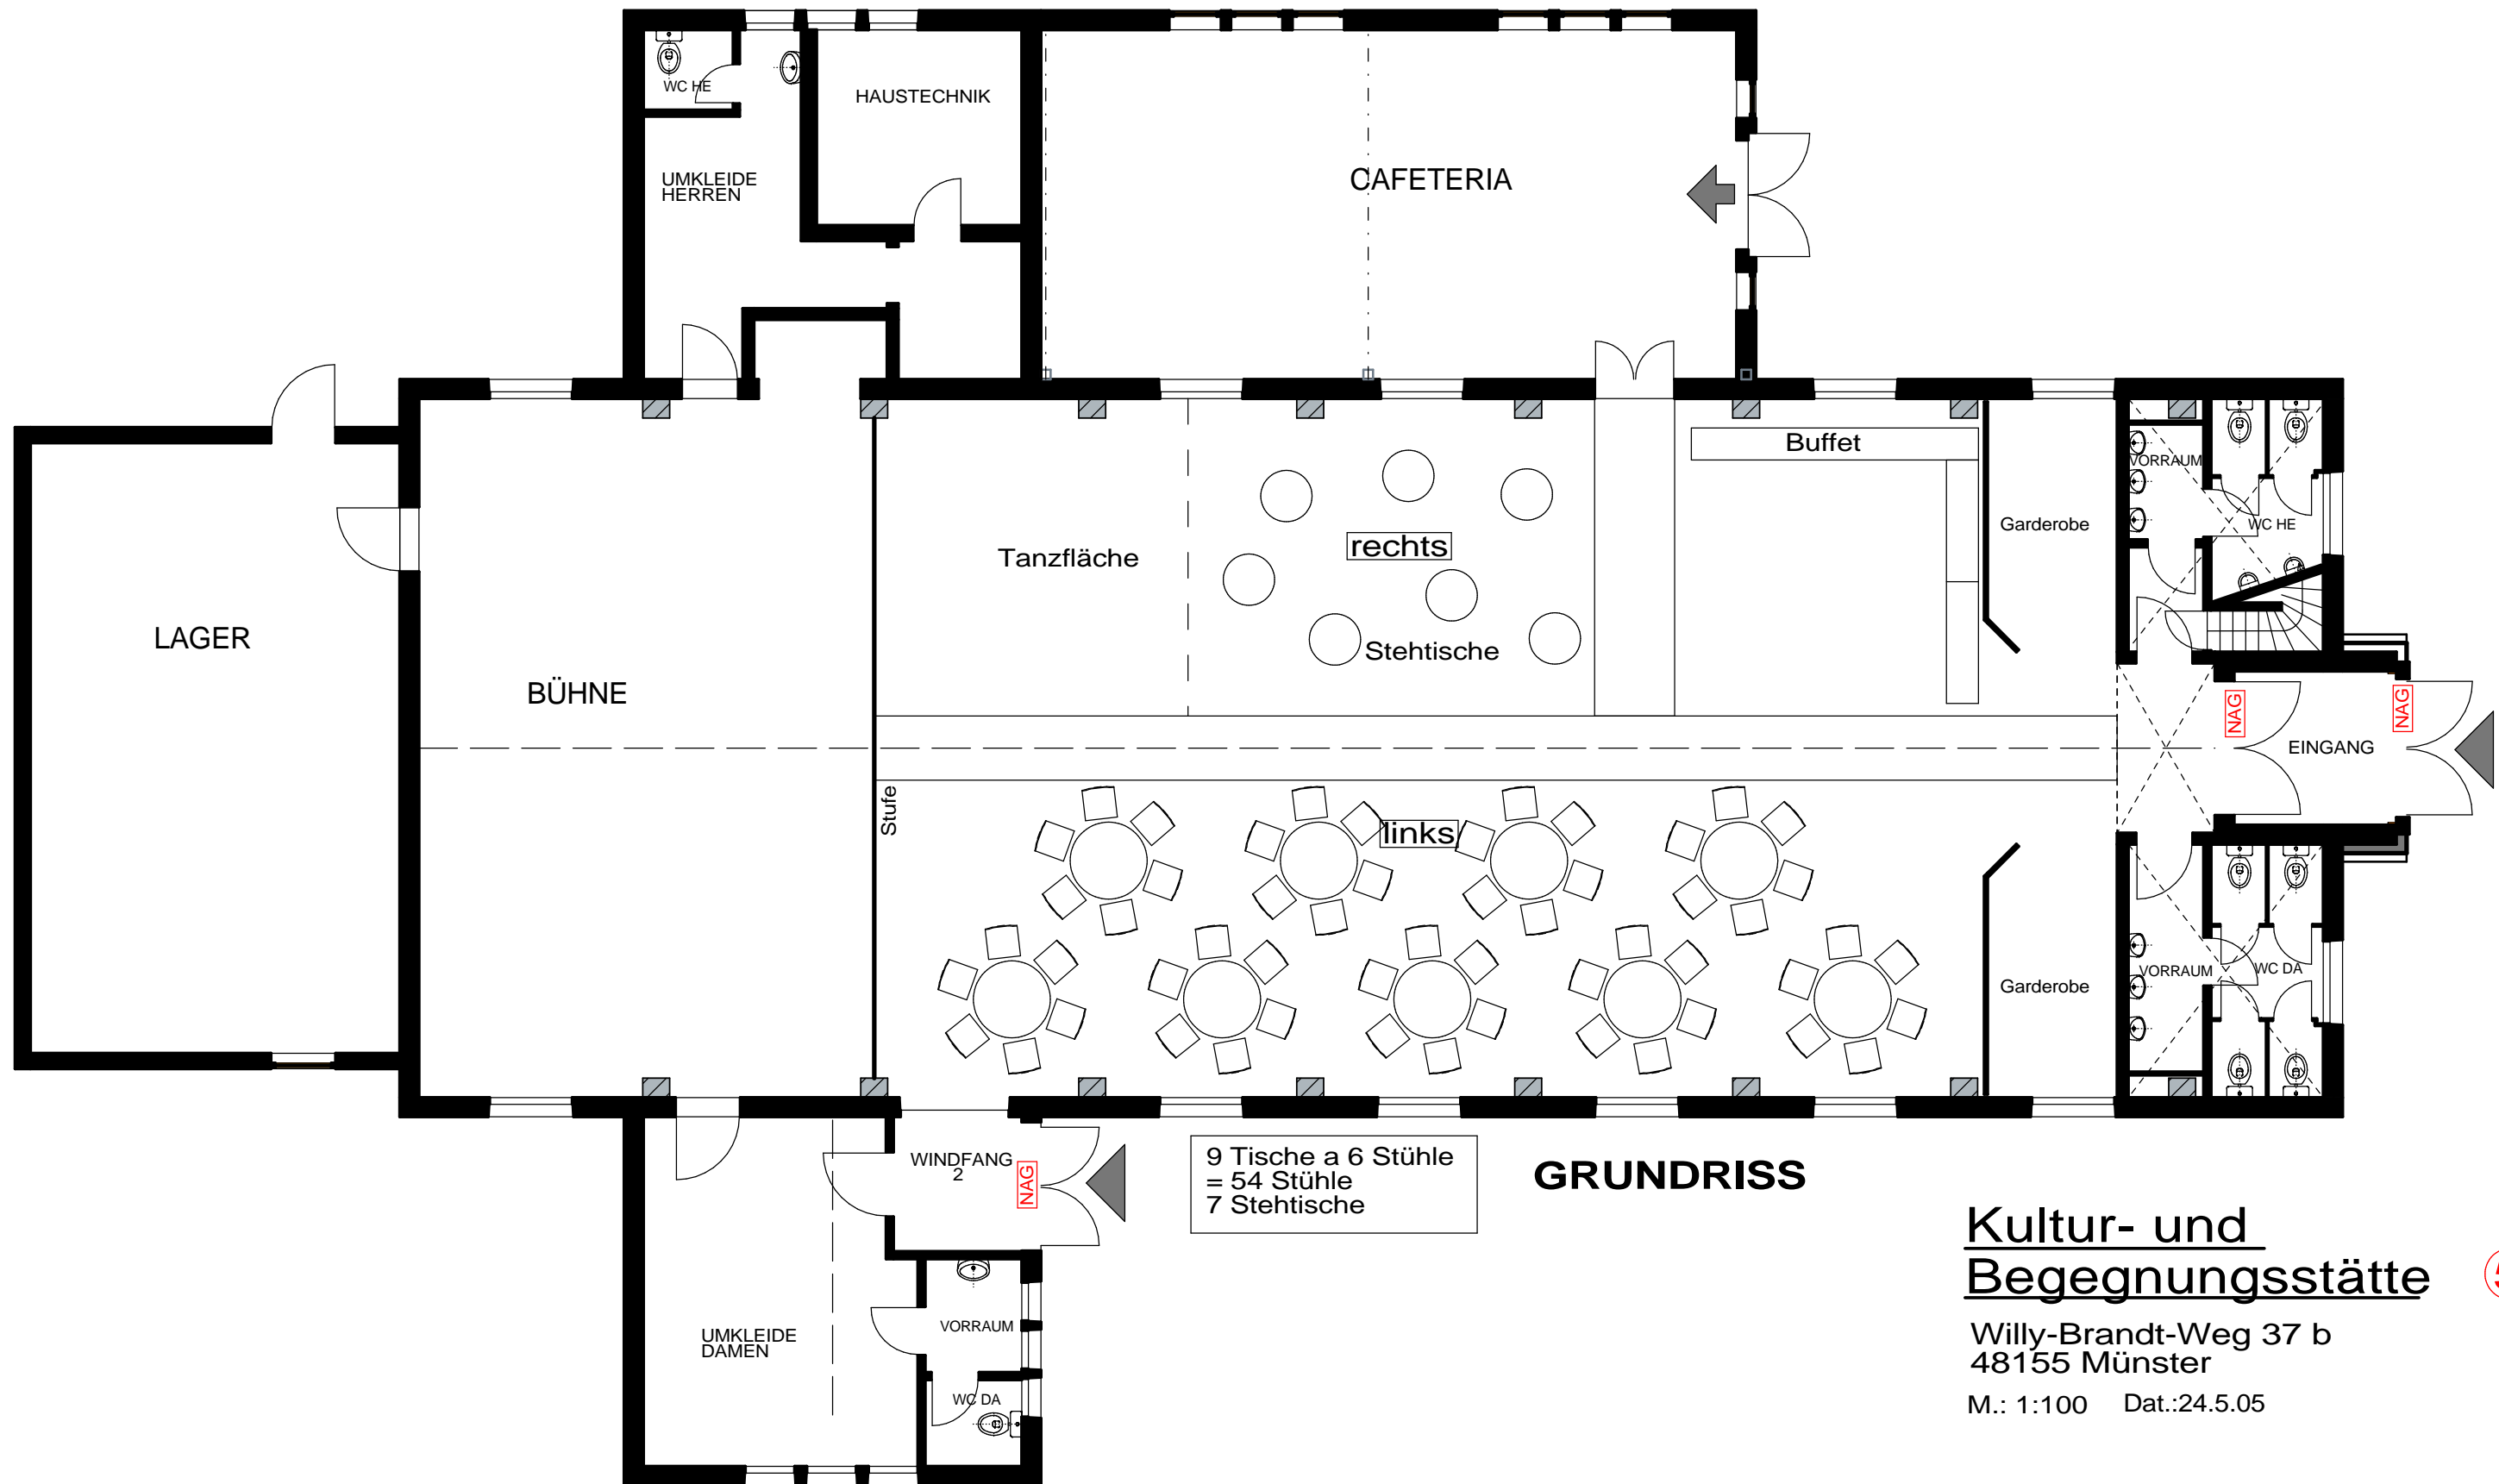 WC HE
HAUSTECHNIK
UMKLEIDE
HERREN
CAFETERIA
Buffet
VORRAUM
Garderobe
WC HE
rechts
Tanzfläche
Stehtische
LAGER
BÜHNE
NAG
NAG
EINGANG
Stufe
links
Garderobe
VORRAUM
WC DA
WINDFANG
2
NAG
9 Tische a 6 Stühle
= 54 Stühle
7 Stehtische
GRUNDRISS
UMKLEIDE
DAMEN
VORRAUM
WC DA
Kultur- und
Begegnungsstätte
Willy-Brandt-Weg 37 b
48155 Münster
M.: 1:100 Dat.:24.5.05